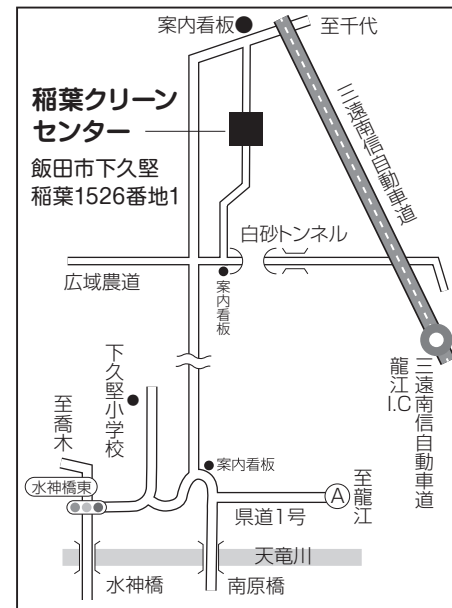 案内看板
至千代
稲葉クリーン
センター
飯田市下久堅
稲葉1526番地1
三遠南信自動車道
白砂トンネル
広域農道
案内看板
三遠南信自動車道
龍江I.C
下久堅小学校
至喬木
水神橋東
案内看板
県道1号
A
至龍江
天竜川
水神橋
南原橋